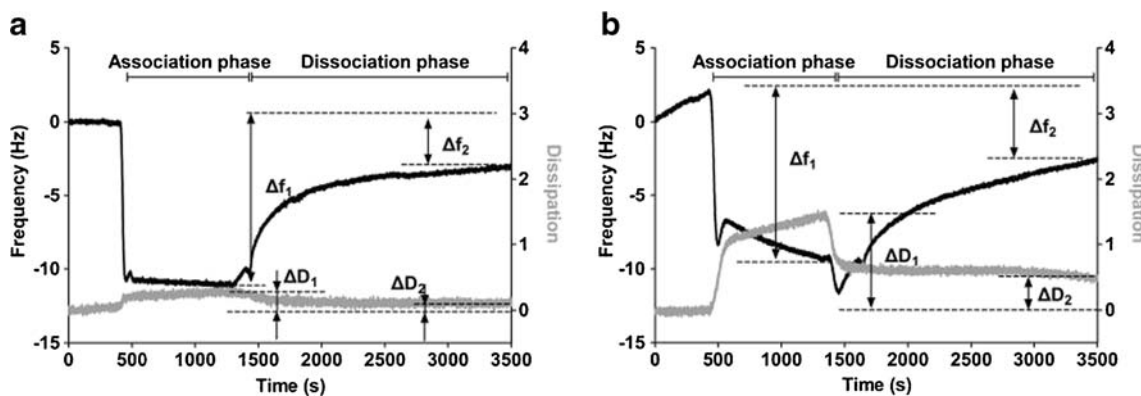 a
b
5
0
-5
-10
-15
Frequency (Hz)
Association phase
Dissociation phase
Δf1
Δf2
ΔD1
ΔD2
4
3
2
1
0
Dissipation
0
500
1000
1500
2000
2500
3000
3500
Time (s)
5
0
-5
-10
-15
Frequency (Hz)
Association phase
Dissociation phase
Δf1
Δf2
ΔD1
ΔD2
4
3
2
1
0
Dissipation
0
500
1000
1500
2000
2500
3000
3500
Time (s)